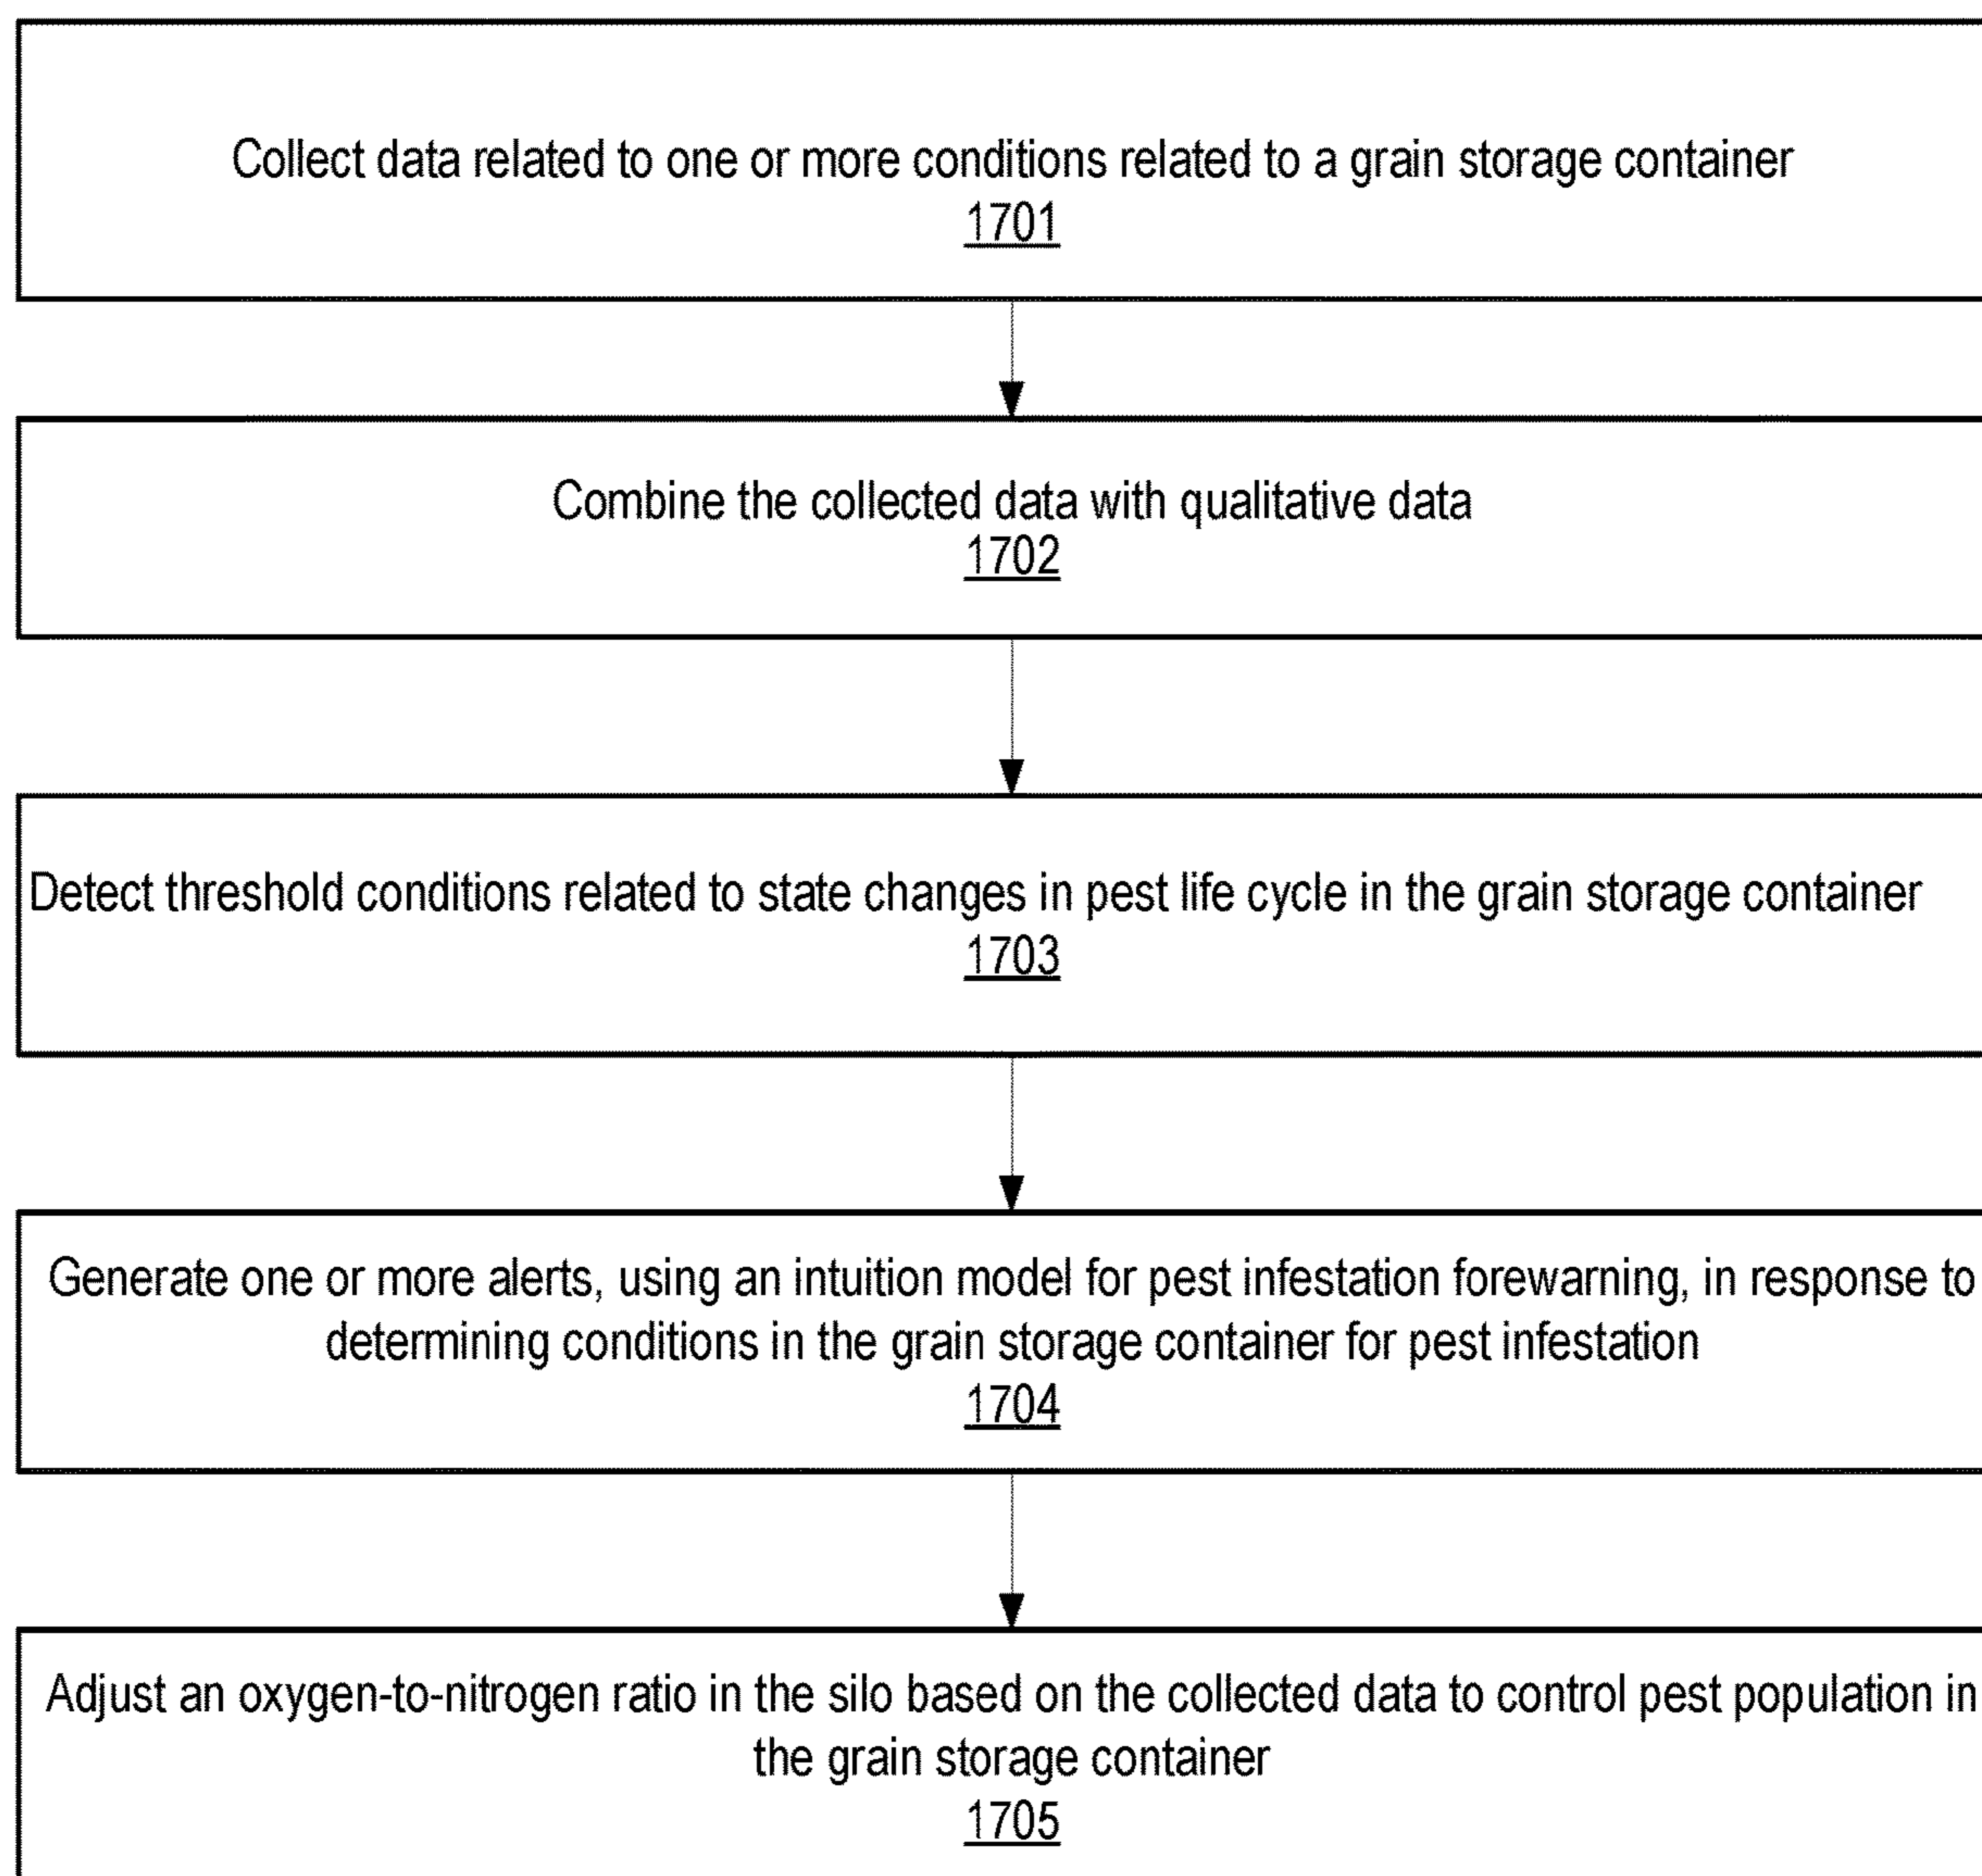 Collect data related to one or more conditions related to a grain storage container
1701
Combine the collected data with qualitative data
1702
Detect threshold conditions related to state changes in pest life cycle in the grain storage container
1703
Generate one or more alerts, using an intuition model for pest infestation forewarning, in response to
determining conditions in the grain storage container for pest infestation
1704
Adjust an oxygen-to-nitrogen ratio in the silo based on the collected data to control pest population in
the grain storage container
1705